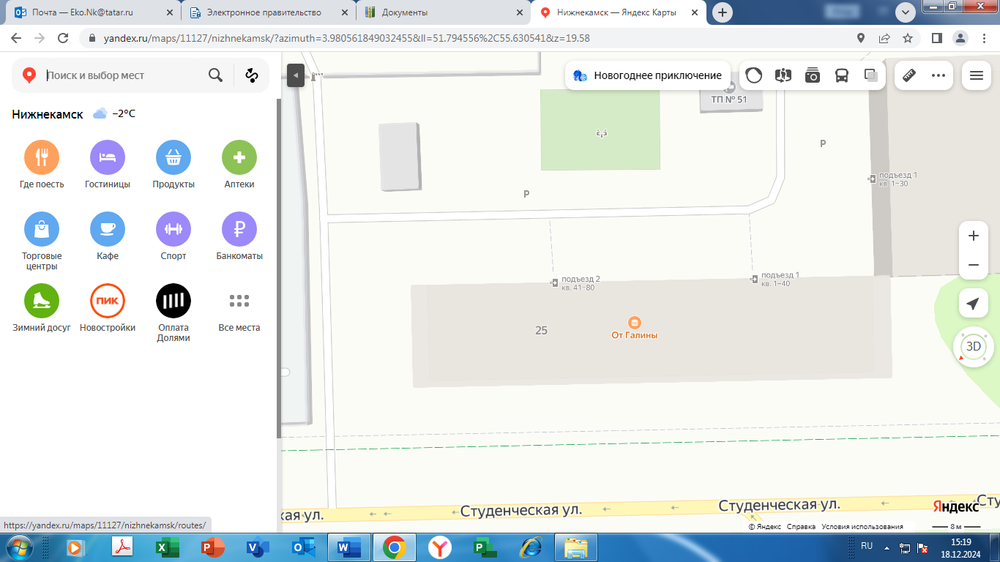 Почта — Eko.Nk@tatar.ru
Электронное правительство
Документы
Нижнекамск — Яндекс Карты
yandex.ru/maps/11127/nizhnekamsk/?azimuth=3.980561849032455&ll=51.794556%2C55.630541&z=19.58
Поиск и выбор мест
Новогоднее приключение
Нижнекамск
−2°C
Где поесть
Гостиницы
Продукты
Аптеки
Торговые
центры
Кафе
Спорт
Банкоматы
ПИК
Зимний досуг
Новостройки
Оплата
Долями
Все места
ТП № 51
P
P
подъезд 1
кв. 1–30
подъезд 2
кв. 41–80
подъезд 1
кв. 1–40
25
От Галины
3D
кая ул.
Студенческая ул.
Студенческая ул.
Сту
Яндекс
© Яндекс Справка Условия использования
8 м
https://yandex.ru/maps/11127/nizhnekamsk/routes/
RU
15:19
18.12.2024